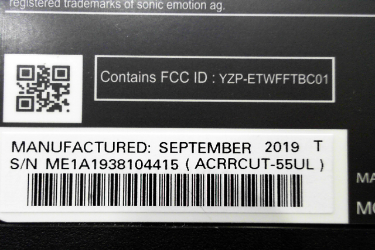 registered trademarks of sonic emotion ag.
Contains FCC ID : YZP-ETWFFTBC01
MANUFACTURED: SEPTEMBER 2019 T
S/N ME1A1938104415 ( ACRRCUT-55UL )